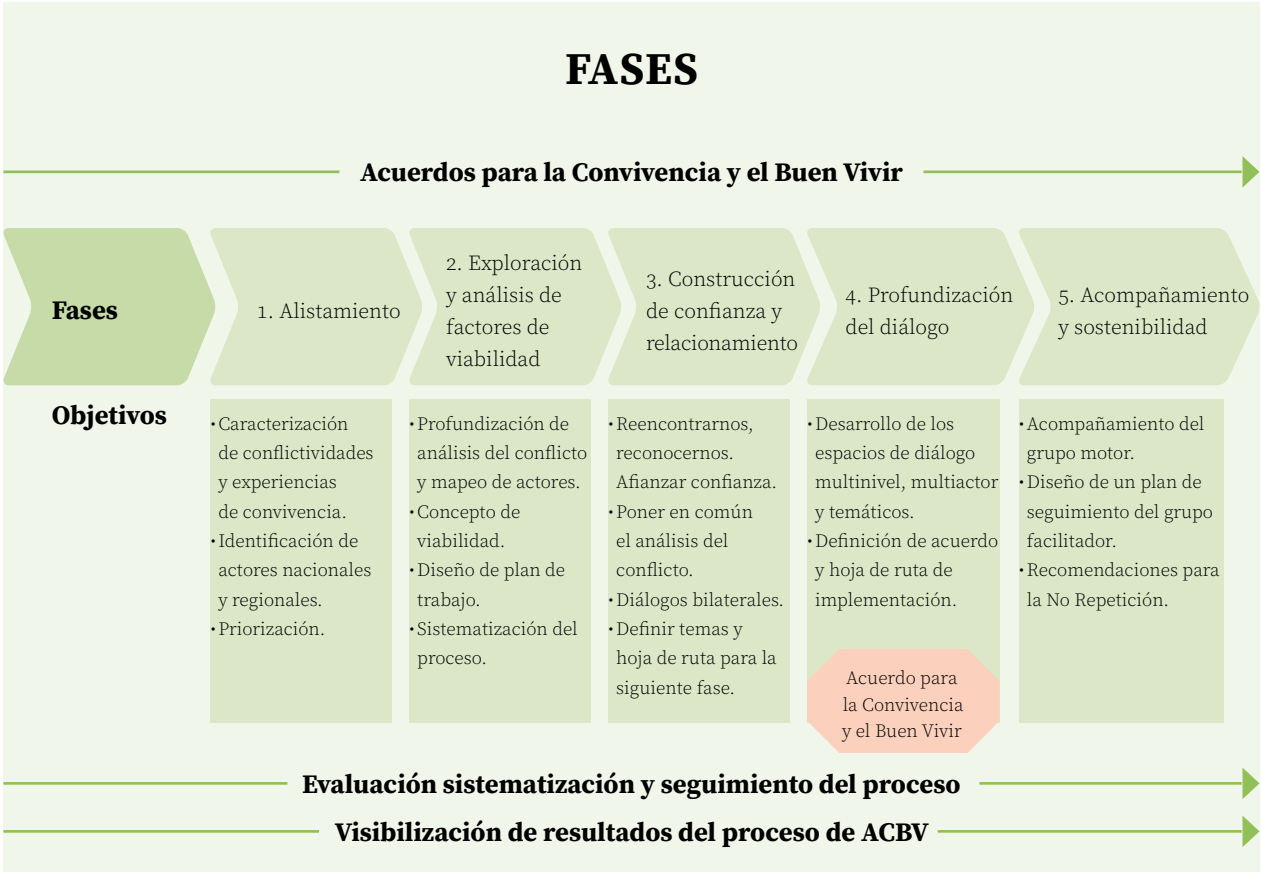 FASES
Acuerdos para la Convivencia y el Buen Vivir
Fases
1. Alistamiento
2. Exploración
y análisis de
factores de
viabilidad
3. Construcción
de confianza y
relacionamiento
4. Profundización
del diálogo
5. Acompañamiento
y sostenibilidad
Objetivos
·Caracterización
de conflictividades
y experiencias
de convivencia.
·Identificación de
actores nacionales
y regionales.
·Priorización.
·Profundización de
análisis del conflicto
y mapeo de actores.
·Concepto de
viabilidad.
·Diseño de plan de
trabajo.
·Sistematización del
proceso.
·Reencontrarnos,
reconocernos.
Afianzar confianza.
·Poner en común
el análisis del
conflicto.
·Diálogos bilaterales.
·Definir temas y
hoja de ruta para la
siguiente fase.
·Desarrollo de los
espacios de diálogo
multinivel, multiactor
y temáticos.
·Definición de acuerdo
y hoja de ruta de
implementación.
Acuerdo para
la Convivencia
y el Buen Vivir
·Acompañamiento del
grupo motor.
·Diseño de un plan de
seguimiento del grupo
facilitador.
·Recomendaciones para
la No Repetición.
Evaluación sistematización y seguimiento del proceso
Visibilización de resultados del proceso de ACBV